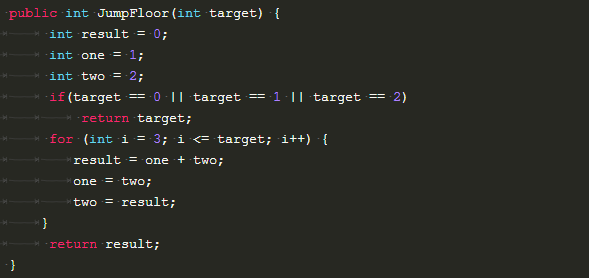 public int JumpFloor(int target) {
int result = 0;
int one = 1;
int two = 2;
if(target == 0 || target == 1 || target == 2)
return target;
for (int i = 3; i <= target; i++) {
result = one + two;
one = two;
two = result;
}
return result;
}